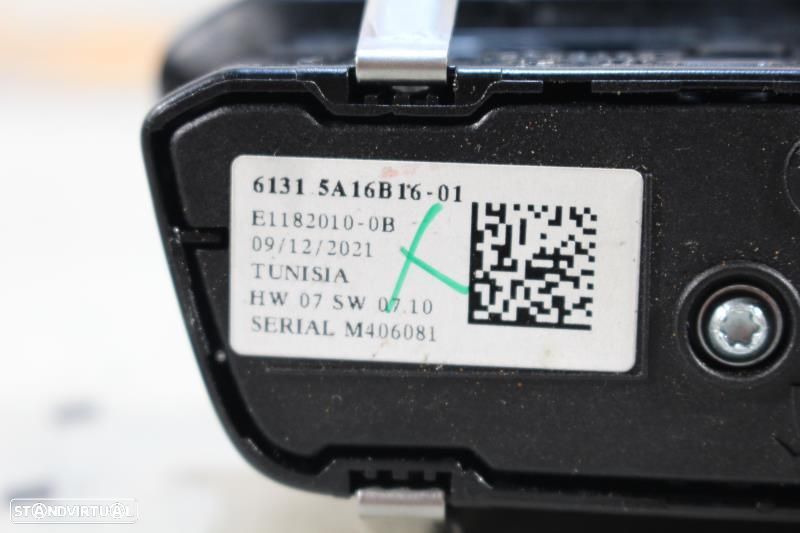 6131 5A16B16-01
E1182010-0B
09/12/2021
TUNISIA
HW 07 SW 07.10
SERIAL M406081
STANDVIRTUAL